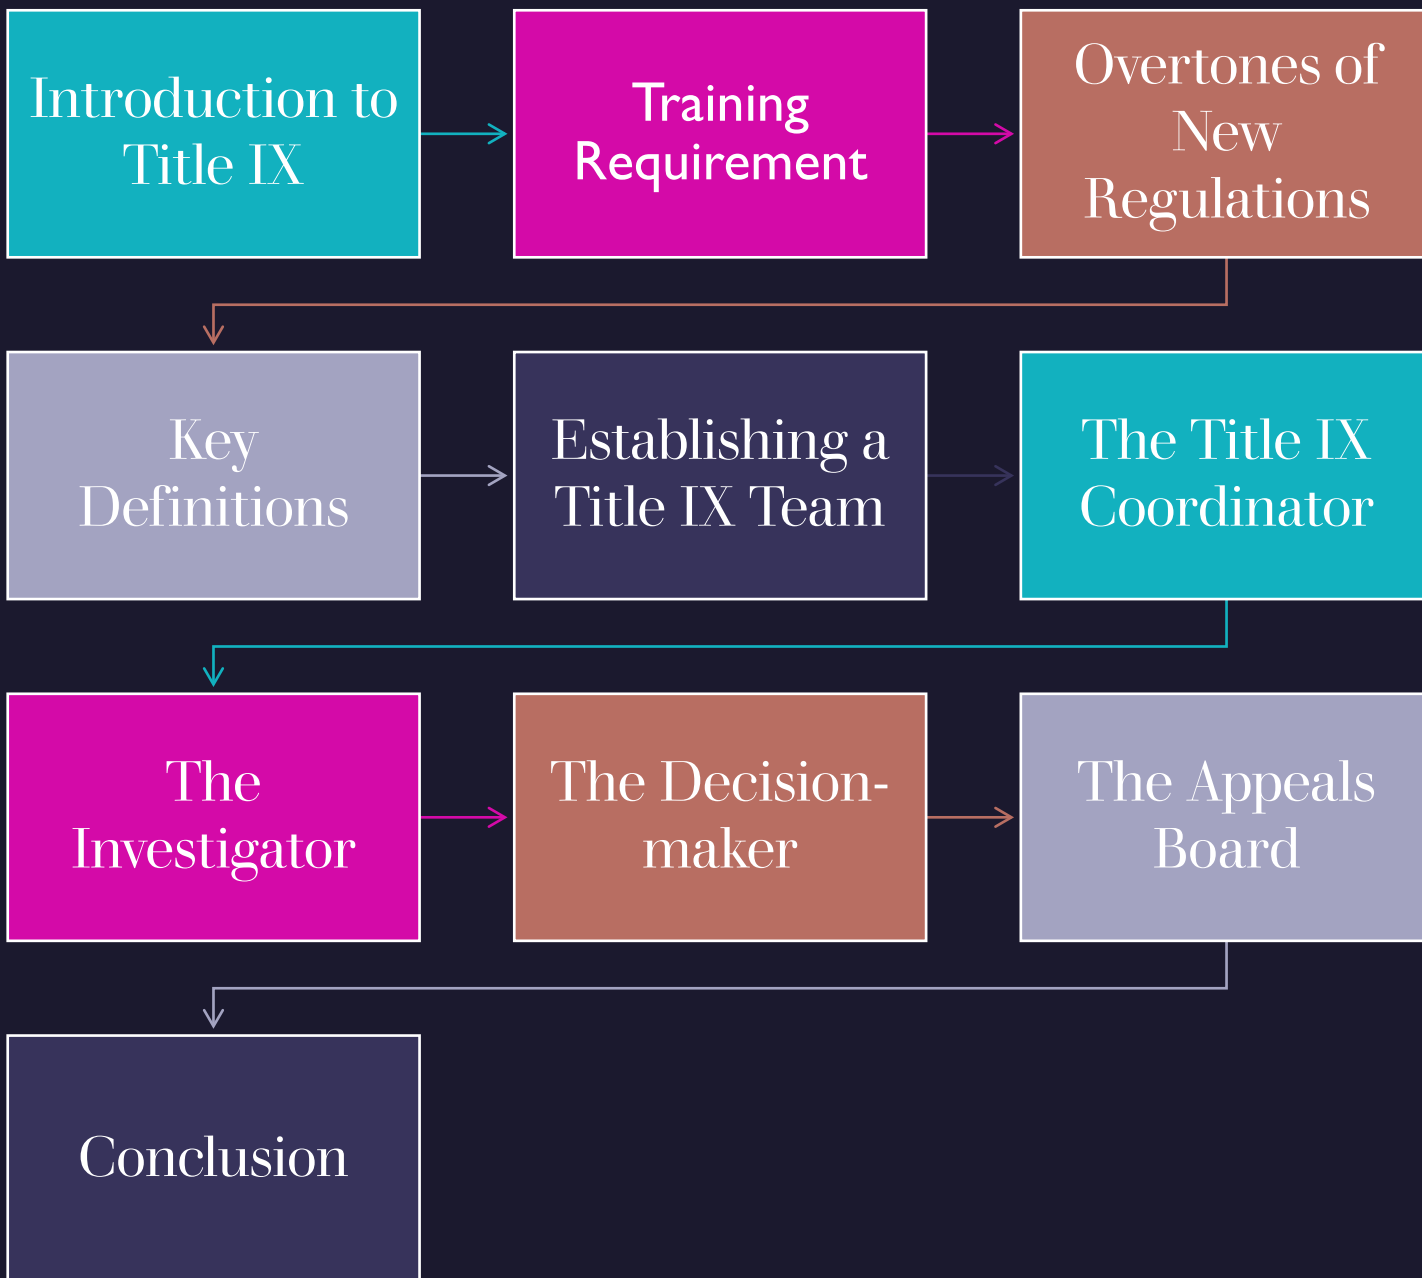 Introduction to
Title IX
Training
Requirement
Overtones of
New
Regulations
Key
Definitions
Establishing a
Title IX Team
The Title IX
Coordinator
The
Investigator
The Decision-
maker
The Appeals
Board
Conclusion